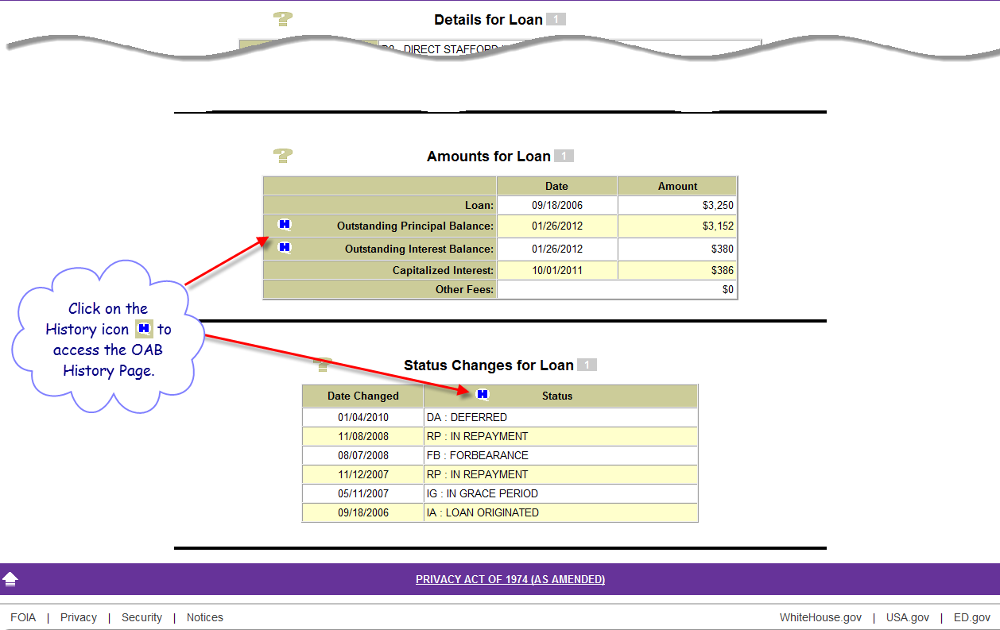 Details for Loan 1
DIRECT STAFFORD
Amounts for Loan 1
Date Amount
Loan: 09/18/2006 $3,250
H Outstanding Principal Balance: 01/26/2012 $3,152
H Outstanding Interest Balance: 01/26/2012 $380
Capitalized Interest: 10/01/2011 $386
Other Fees: $0
Click on the
History icon H to
access the OAB
History Page.
Status Changes for Loan 1
Date Changed H Status
01/04/2010 DA : DEFERRED
11/08/2008 RP : IN REPAYMENT
08/07/2008 FB : FORBEARANCE
11/12/2007 RP : IN REPAYMENT
05/11/2007 IG : IN GRACE PERIOD
09/18/2006 IA : LOAN ORIGINATED
PRIVACY ACT OF 1974 (AS AMENDED)
FOIA | Privacy | Security | Notices WhiteHouse.gov | USA.gov | ED.gov